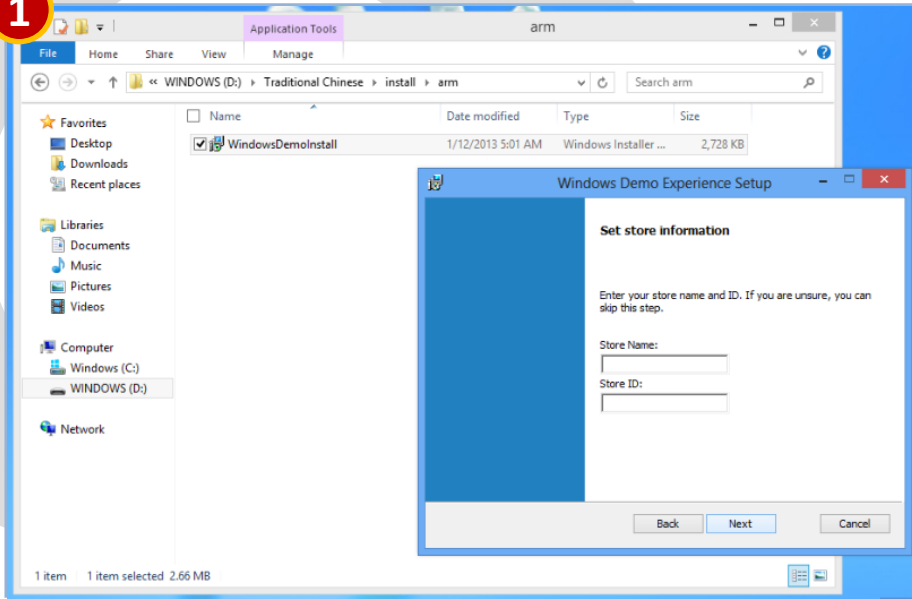 1
Application Tools
arm
File Home Share View Manage
« WINDOWS (D:) Traditional Chinese install arm
Search arm
Name Date modified Type Size
WindowsDemoInstall 1/12/2013 5:01 AM Windows Installer ... 2,728 KB
Favorites
Desktop
Downloads
Recent places
Libraries
Documents
Music
Pictures
Videos
Computer
Windows (C:)
WINDOWS (D:)
Network
1 item 1 item selected 2.66 MB
Windows Demo Experience Setup
Set store information
Enter your store name and ID. If you are unsure, you can
skip this step.
Store Name:
Store ID:
Back Next Cancel